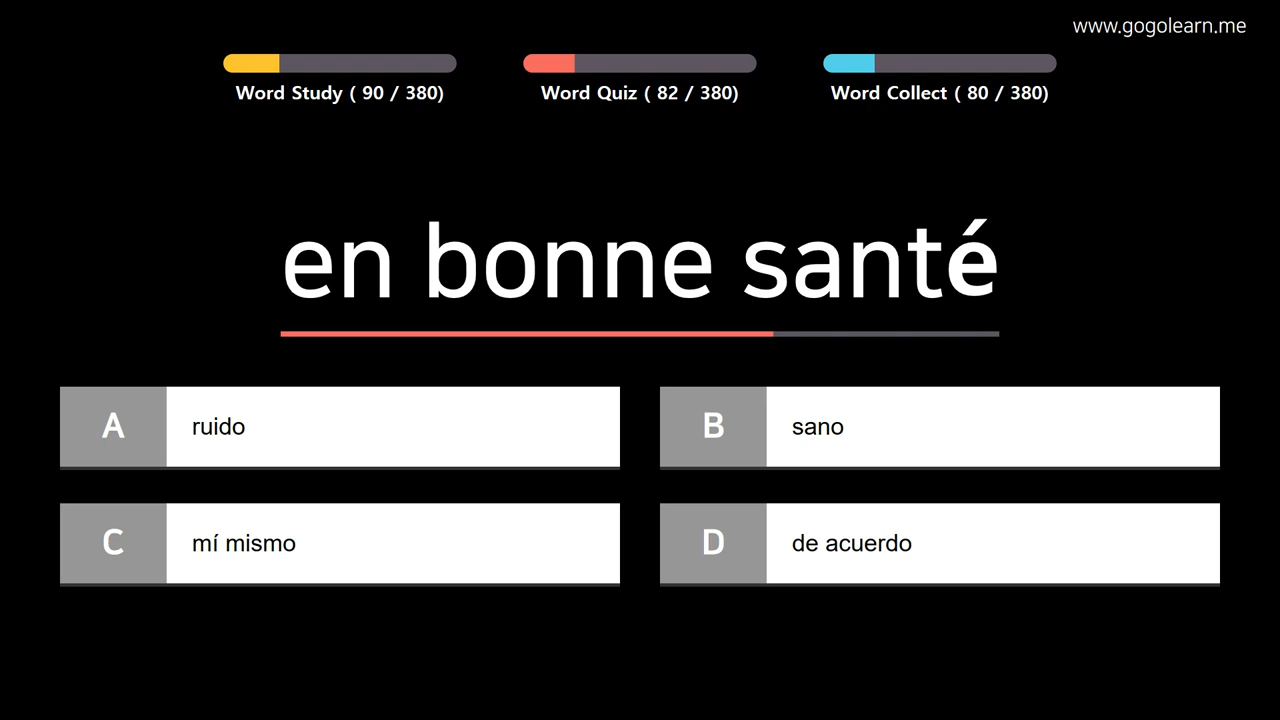 www.gogolearn.me
Word Study ( 90 / 380)
Word Quiz ( 82 / 380)
Word Collect ( 80 / 380)
en bonne santé
A ruido
B sano
C mí mismo
D de acuerdo